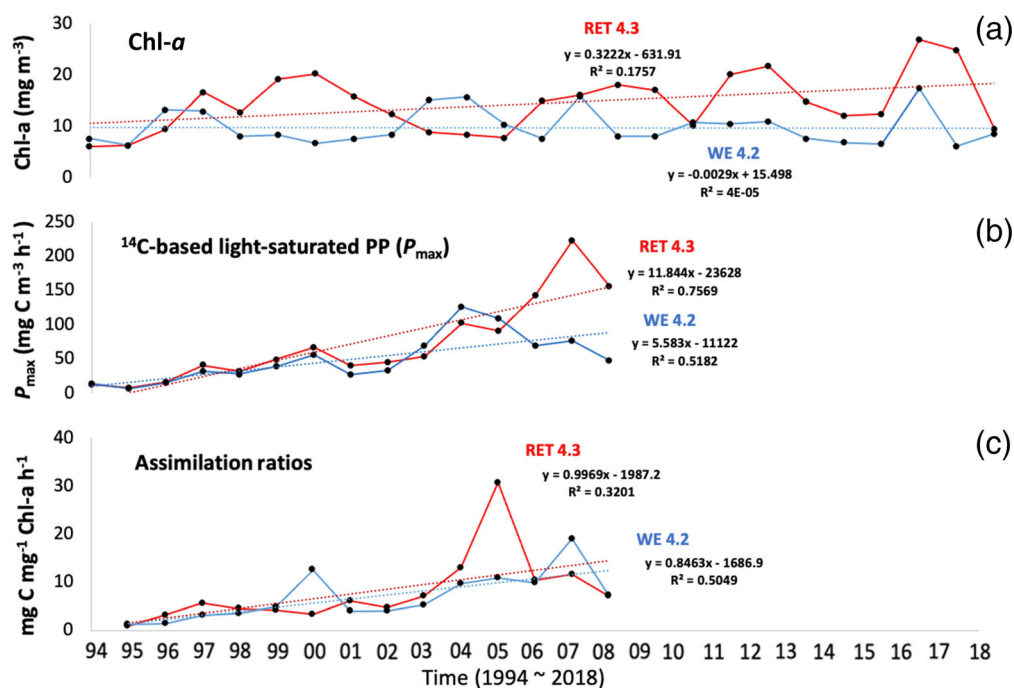 (a)
Chl-a
RET 4.3
y = 0.3222x - 631.91
R² = 0.1757
WE 4.2
y = -0.0029x + 15.498
R² = 4E-05
Chl-a (mg m⁻³)
30
20
10
0
(b)
¹⁴C-based light-saturated PP (Pmax)
RET 4.3
y = 11.844x - 23628
R² = 0.7569
WE 4.2
y = 5.583x - 11122
R² = 0.5182
Pmax (mg C m⁻³ h⁻¹)
250
200
150
100
50
0
(c)
Assimilation ratios
RET 4.3
y = 0.9969x - 1987.2
R² = 0.3201
WE 4.2
y = 0.8463x - 1686.9
R² = 0.5049
mg C mg⁻¹ Chl-a h⁻¹
40
30
20
10
0
94 95 96 97 98 99 00 01 02 03 04 05 06 07 08 10 11 12 13 14 15 16 17 18
Time (1994 ~ 2018)